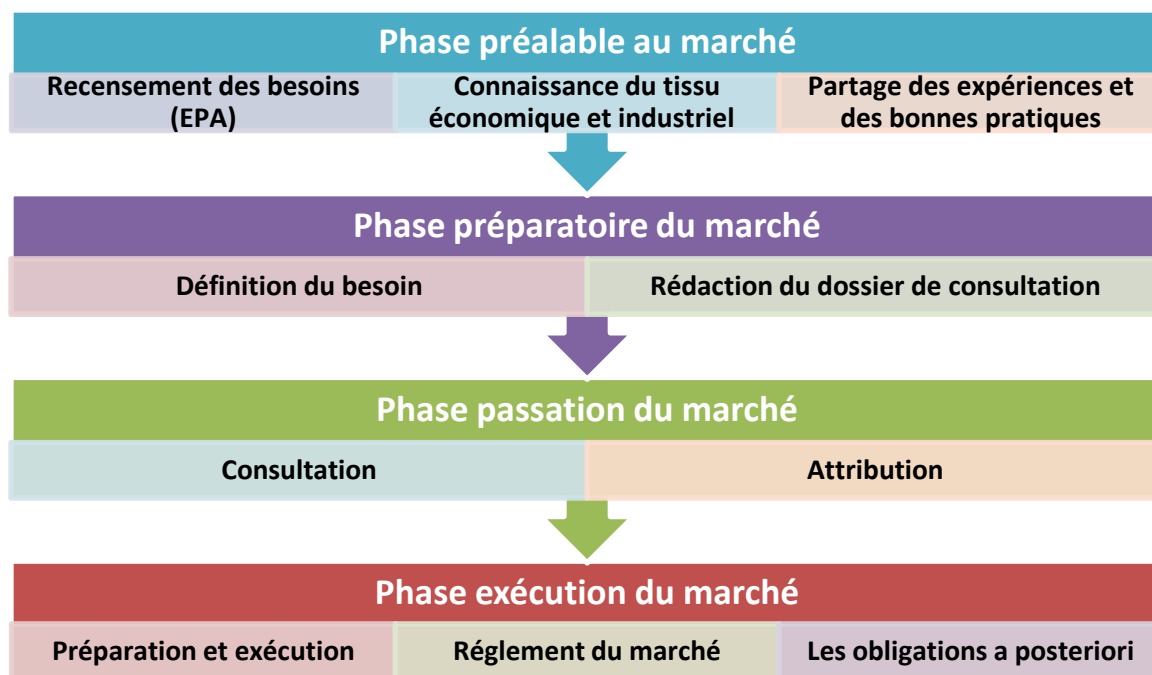 Phase préalable au marché
Recensement des besoins
(EPA)
Connaissance du tissu
économique et industriel
Partage des expériences et
des bonnes pratiques
Phase préparatoire du marché
Définition du besoin
Rédaction du dossier de consultation
Phase passation du marché
Consultation
Attribution
Phase exécution du marché
Préparation et exécution
Réglement du marché
Les obligations a posteriori